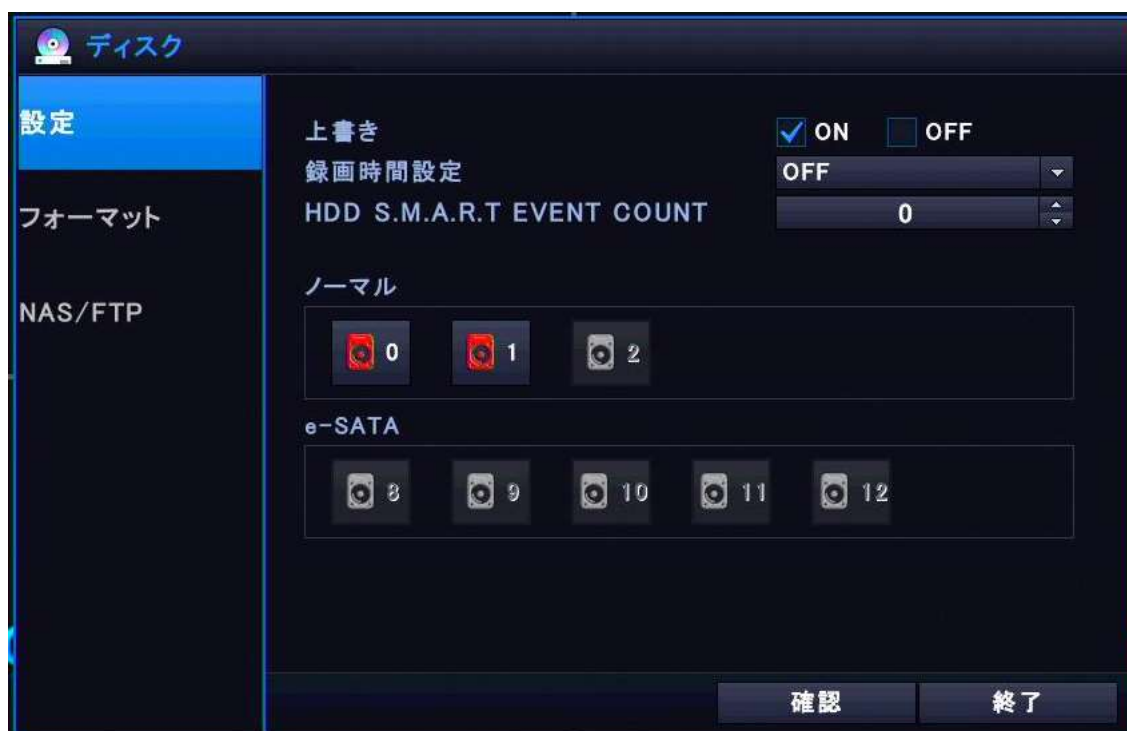 ディスク
設定
フォーマット
NAS/FTP
上書き ON OFF
録画時間設定 OFF
HDD S.M.A.R.T EVENT COUNT 0
ノーマル
0 1 2
e-SATA
8 9 10 11 12
確認 終了